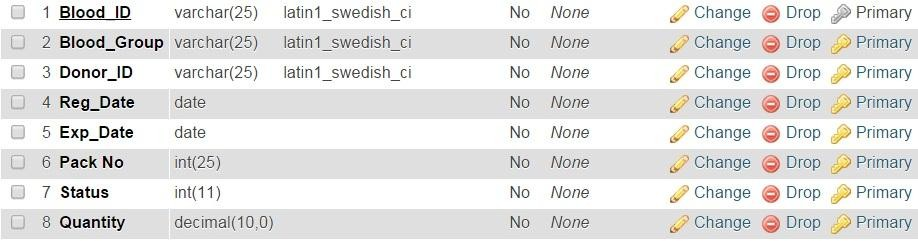 1 Blood_ID varchar(25) latin1_swedish_ci No None Change Drop Primary
2 Blood_Group varchar(25) latin1_swedish_ci No None Change Drop Primary
3 Donor_ID varchar(25) latin1_swedish_ci No None Change Drop Primary
4 Reg_Date date No None Change Drop Primary
5 Exp_Date date No None Change Drop Primary
6 Pack No int(25) No None Change Drop Primary
7 Status int(11) No None Change Drop Primary
8 Quantity decimal(10,0) No None Change Drop Primary